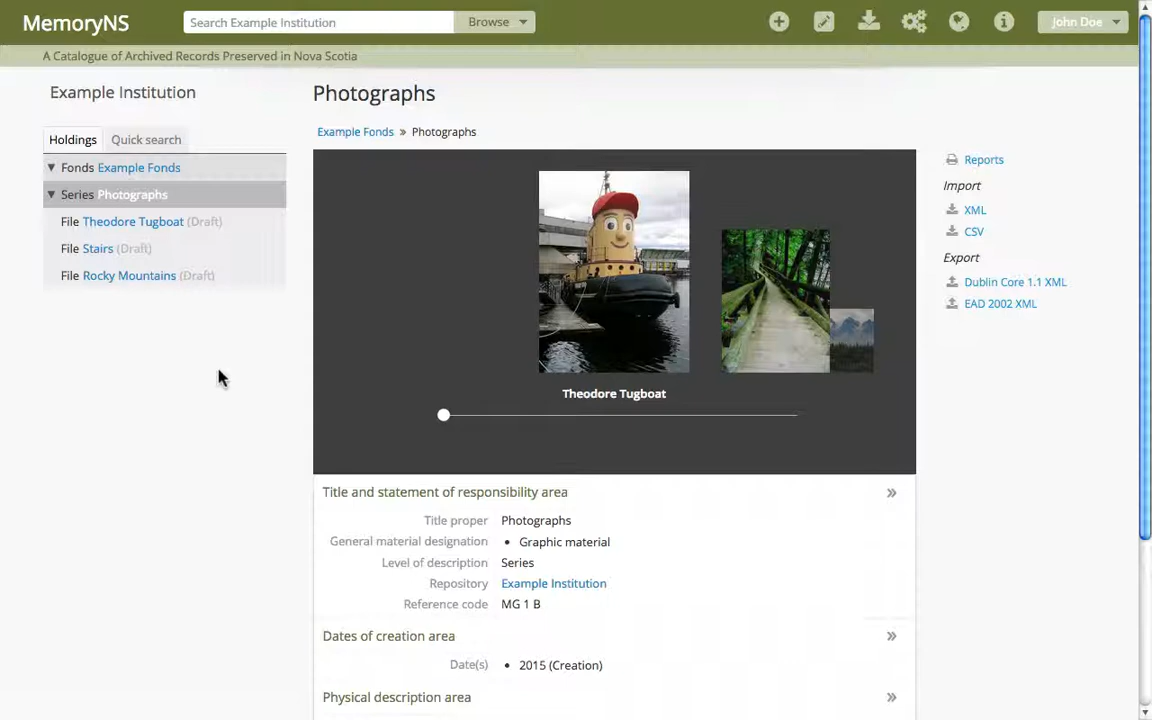 MemoryNS
Search Example Institution
Browse
John Doe
A Catalogue of Archived Records Preserved in Nova Scotia
Example Institution
Holdings
Quick search
Fonds Example Fonds
Series Photographs
File Theodore Tugboat (Draft)
File Stairs (Draft)
File Rocky Mountains (Draft)
Photographs
Example Fonds » Photographs
Theodore Tugboat
Title and statement of responsibility area »
Title proper Photographs
General material designation • Graphic material
Level of description Series
Repository Example Institution
Reference code MG 1 B
Dates of creation area »
Date(s) • 2015 (Creation)
Physical description area »
Reports
Import
XML
CSV
Export
Dublin Core 1.1 XML
EAD 2002 XML